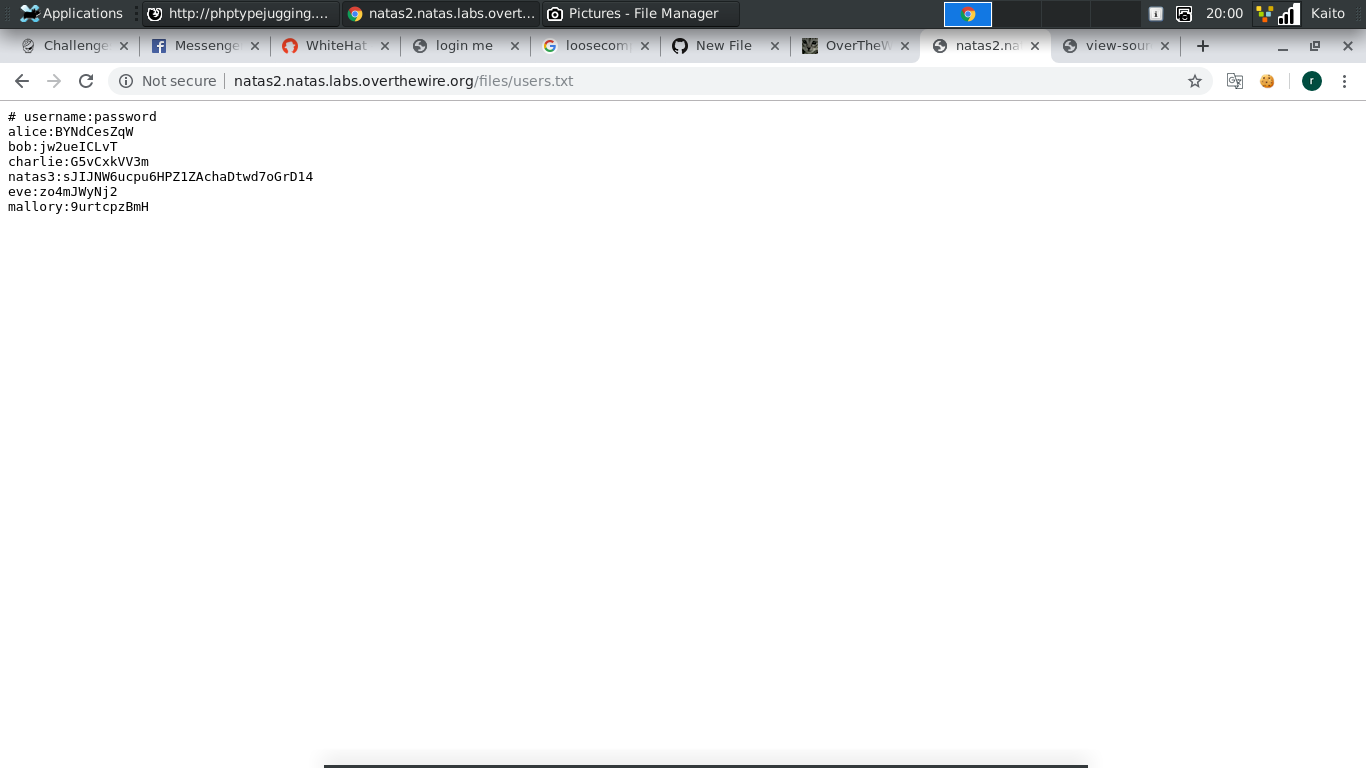 Applications http://phptypejugging.... natas2.natas.labs.overt... Pictures - File Manager 20:00 Kaito
Challenge Messenge WhiteHat login me loosecom New File OverTheW natas2.na view-sour
Not secure natas2.natas.labs.overthewire.org/files/users.txt r
# username:password
alice:BYNdCesZqW
bob:jw2ueICLvT
charlie:G5vCxkVV3m
natas3:sJIJNW6ucpu6HPZ1ZAchaDtwd7oGrD14
eve:zo4mJWyNj2
mallory:9urtcpzBmH